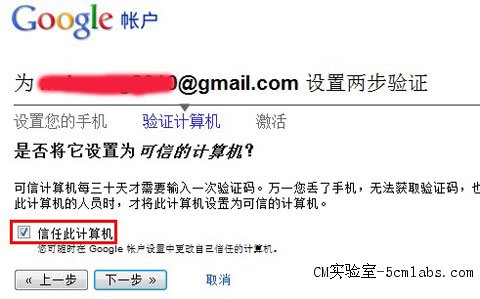 Google 帐户
为 0@gmail.com 设置两步验证
设置您的手机 验证计算机 激活
是否将它设置为可信的计算机?
可信计算机每三十天才需要输入一次验证码。万一您丢了手机，无法获取验证码，也
此计算机的人员时，才将此计算机设置为可信的计算机。
信任此计算机
您可随时在 Google 帐户设置中更改自己信任的计算机。
« 上一步 下一步 » 取消
CM实验室-5cmlabs.com